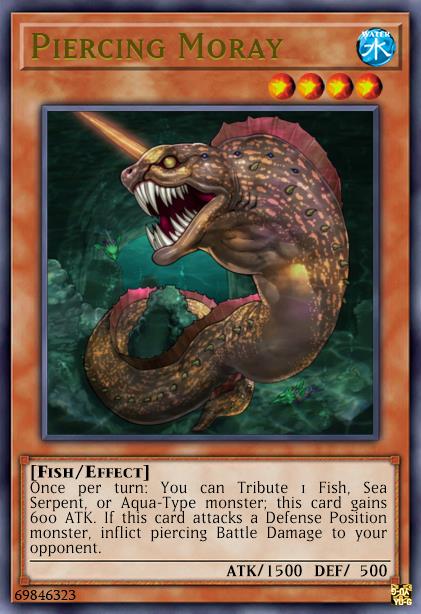 Piercing Moray
WATER
水
[Fish/Effect]
Once per turn: You can Tribute 1 Fish, Sea
Serpent, or Aqua-Type monster; this card gains
600 ATK. If this card attacks a Defense Position
monster, inflict piercing Battle Damage to your
opponent.
ATK/1500 DEF/ 500
69846323